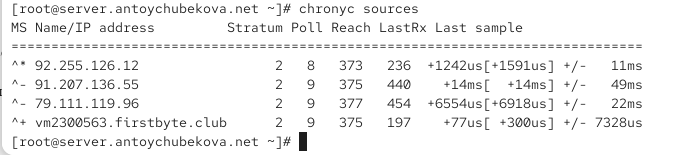 [root@server.antoychubekova.net ~]# chronyc sources
MS Name/IP address         Stratum Poll Reach LastRx Last sample
===============================================================================
^* 92.255.126.12                 2   8   373   236  +1242us[+1591us] +/-   11ms
^- 91.207.136.55                 2   9   375   440    +14ms[  +14ms] +/-   49ms
^- 79.111.119.96                 2   9   377   454  +6554us[+6918us] +/-   22ms
^+ vm2300563.firstbyte.club      2   9   375   197    +77us[ +300us] +/- 7328us
[root@server.antoychubekova.net ~]#